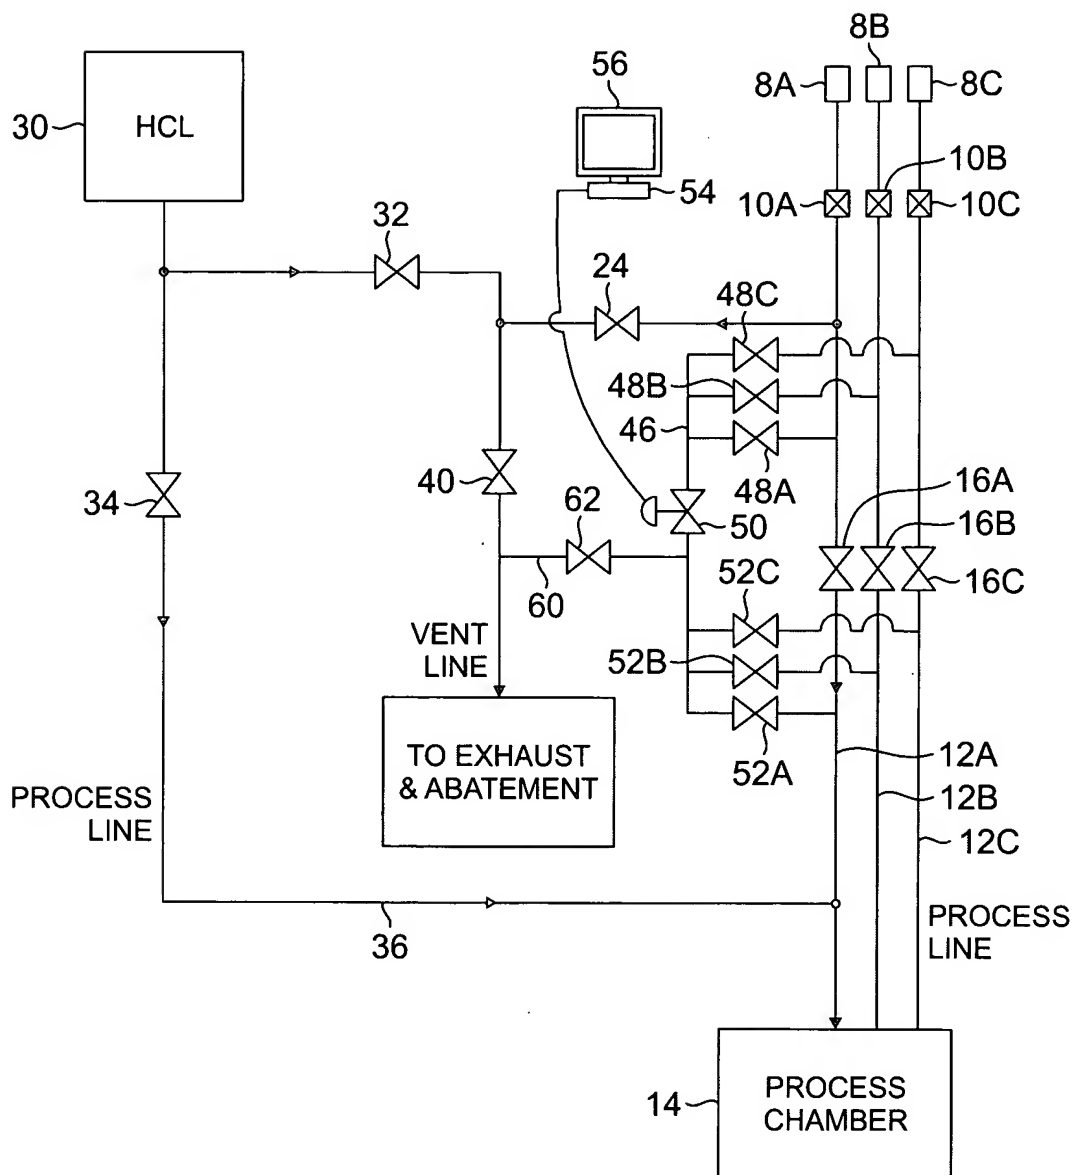 8B
56
8A
8C
30
HCL
10B
54
10A
10C
32
24
48C
48B
46
40
48A
16A
34
62
50
16B
52C
16C
60
VENT
LINE
52B
12A
TO EXHAUST
& ABATEMENT
52A
12B
PROCESS
LINE
12C
36
PROCESS
LINE
14
PROCESS
CHAMBER